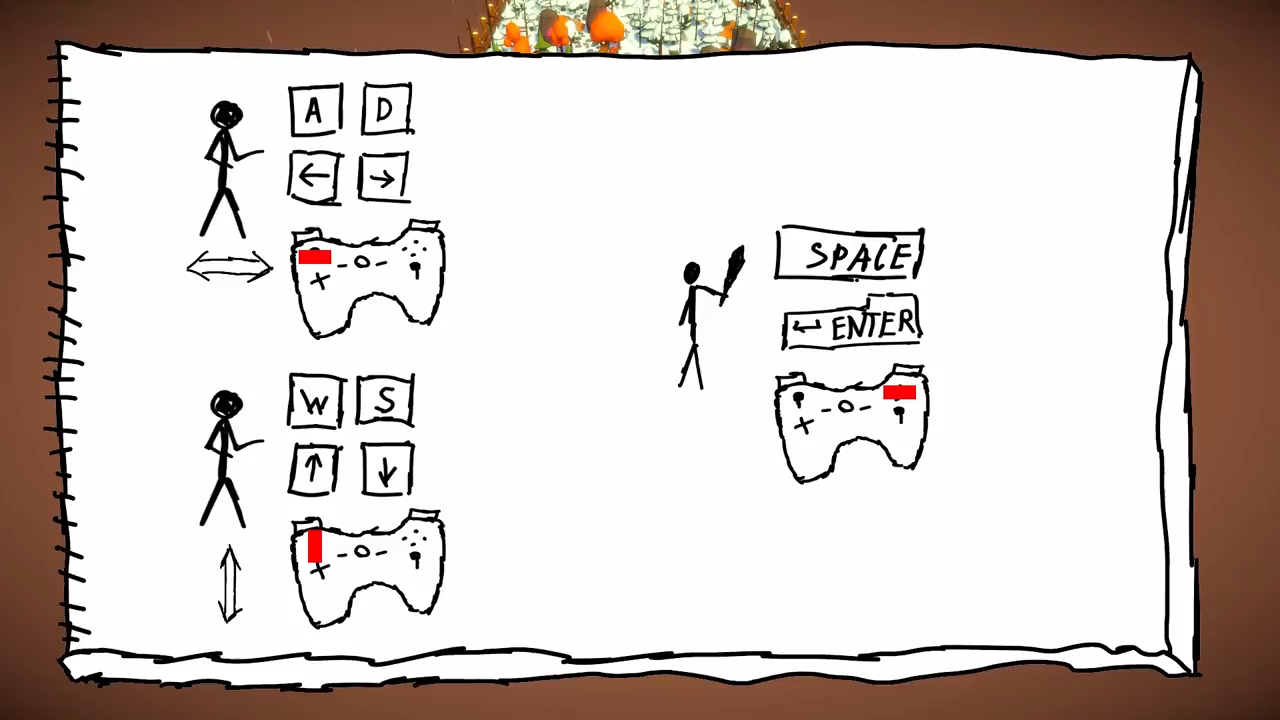 A D
← →
W S
↑ ↓
SPACE
↵ ENTER